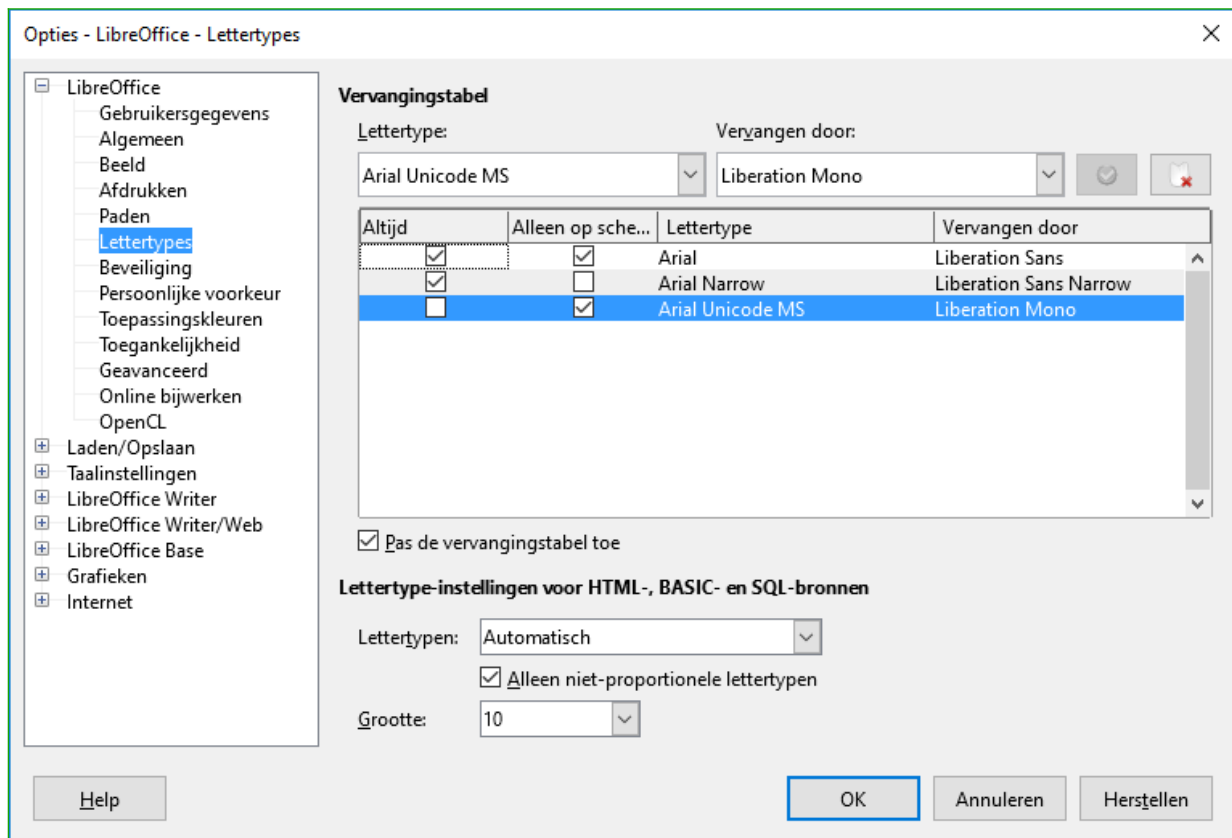 Opties - LibreOffice - Lettertypes
LibreOffice
Gebruikersgegevens
Algemeen
Beeld
Afdrukken
Paden
Lettertypes
Beveiliging
Persoonlijke voorkeur
Toepassingskleuren
Toegankelijkheid
Geavanceerd
Online bijwerken
OpenCL
Laden/Opslaan
Taalinstellingen
LibreOffice Writer
LibreOffice Writer/Web
LibreOffice Base
Grafieken
Internet
Vervangingstabel
Lettertype: Vervangen door:
Arial Unicode MS Liberation Mono
Altijd Alleen op sche... Lettertype Vervangen door
Arial Liberation Sans
Arial Narrow Liberation Sans Narrow
Arial Unicode MS Liberation Mono
Pas de vervangingstabel toe
Lettertype-instellingen voor HTML-, BASIC- en SQL-bronnen
Lettertypen: Automatisch
Alleen niet-proportionele lettertypen
Grootte: 10
Help OK Annuleren Herstellen